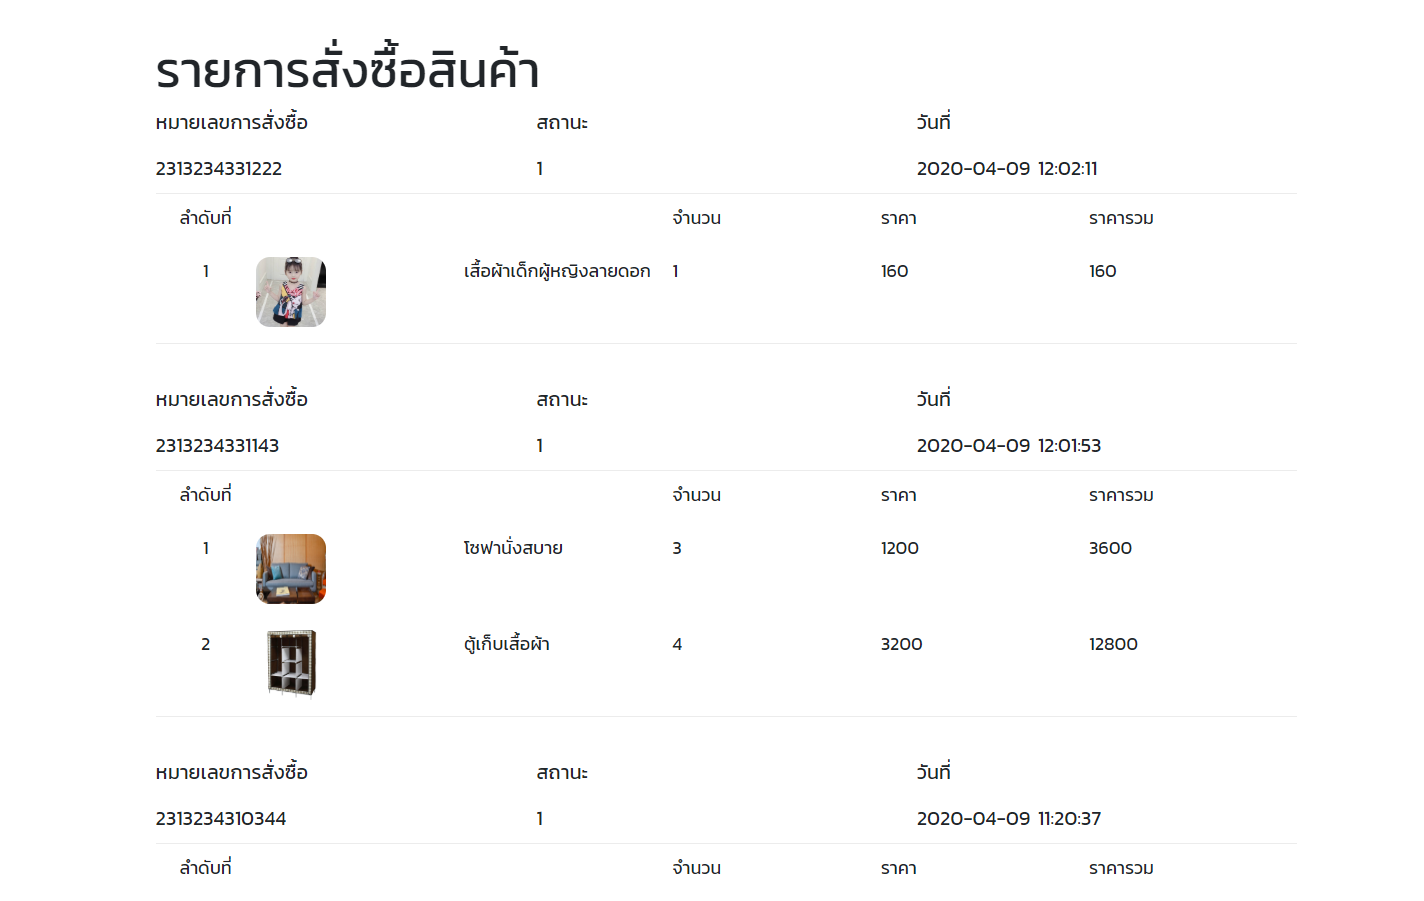 รายการสั่งซื้อสินค้า
หมายเลขการสั่งซื้อ สถานะ วันที่
2313234331222 1 2020-04-09 12:02:11
ลำดับที่ จำนวน ราคา ราคารวม
1 เสื้อผ้าเด็กผู้หญิงลายดอก 1 160 160
หมายเลขการสั่งซื้อ สถานะ วันที่
2313234331143 1 2020-04-09 12:01:53
ลำดับที่ จำนวน ราคา ราคารวม
1 โซฟานั่งสบาย 3 1200 3600
2 ตู้เก็บเสื้อผ้า 4 3200 12800
หมายเลขการสั่งซื้อ สถานะ วันที่
2313234310344 1 2020-04-09 11:20:37
ลำดับที่ จำนวน ราคา ราคารวม